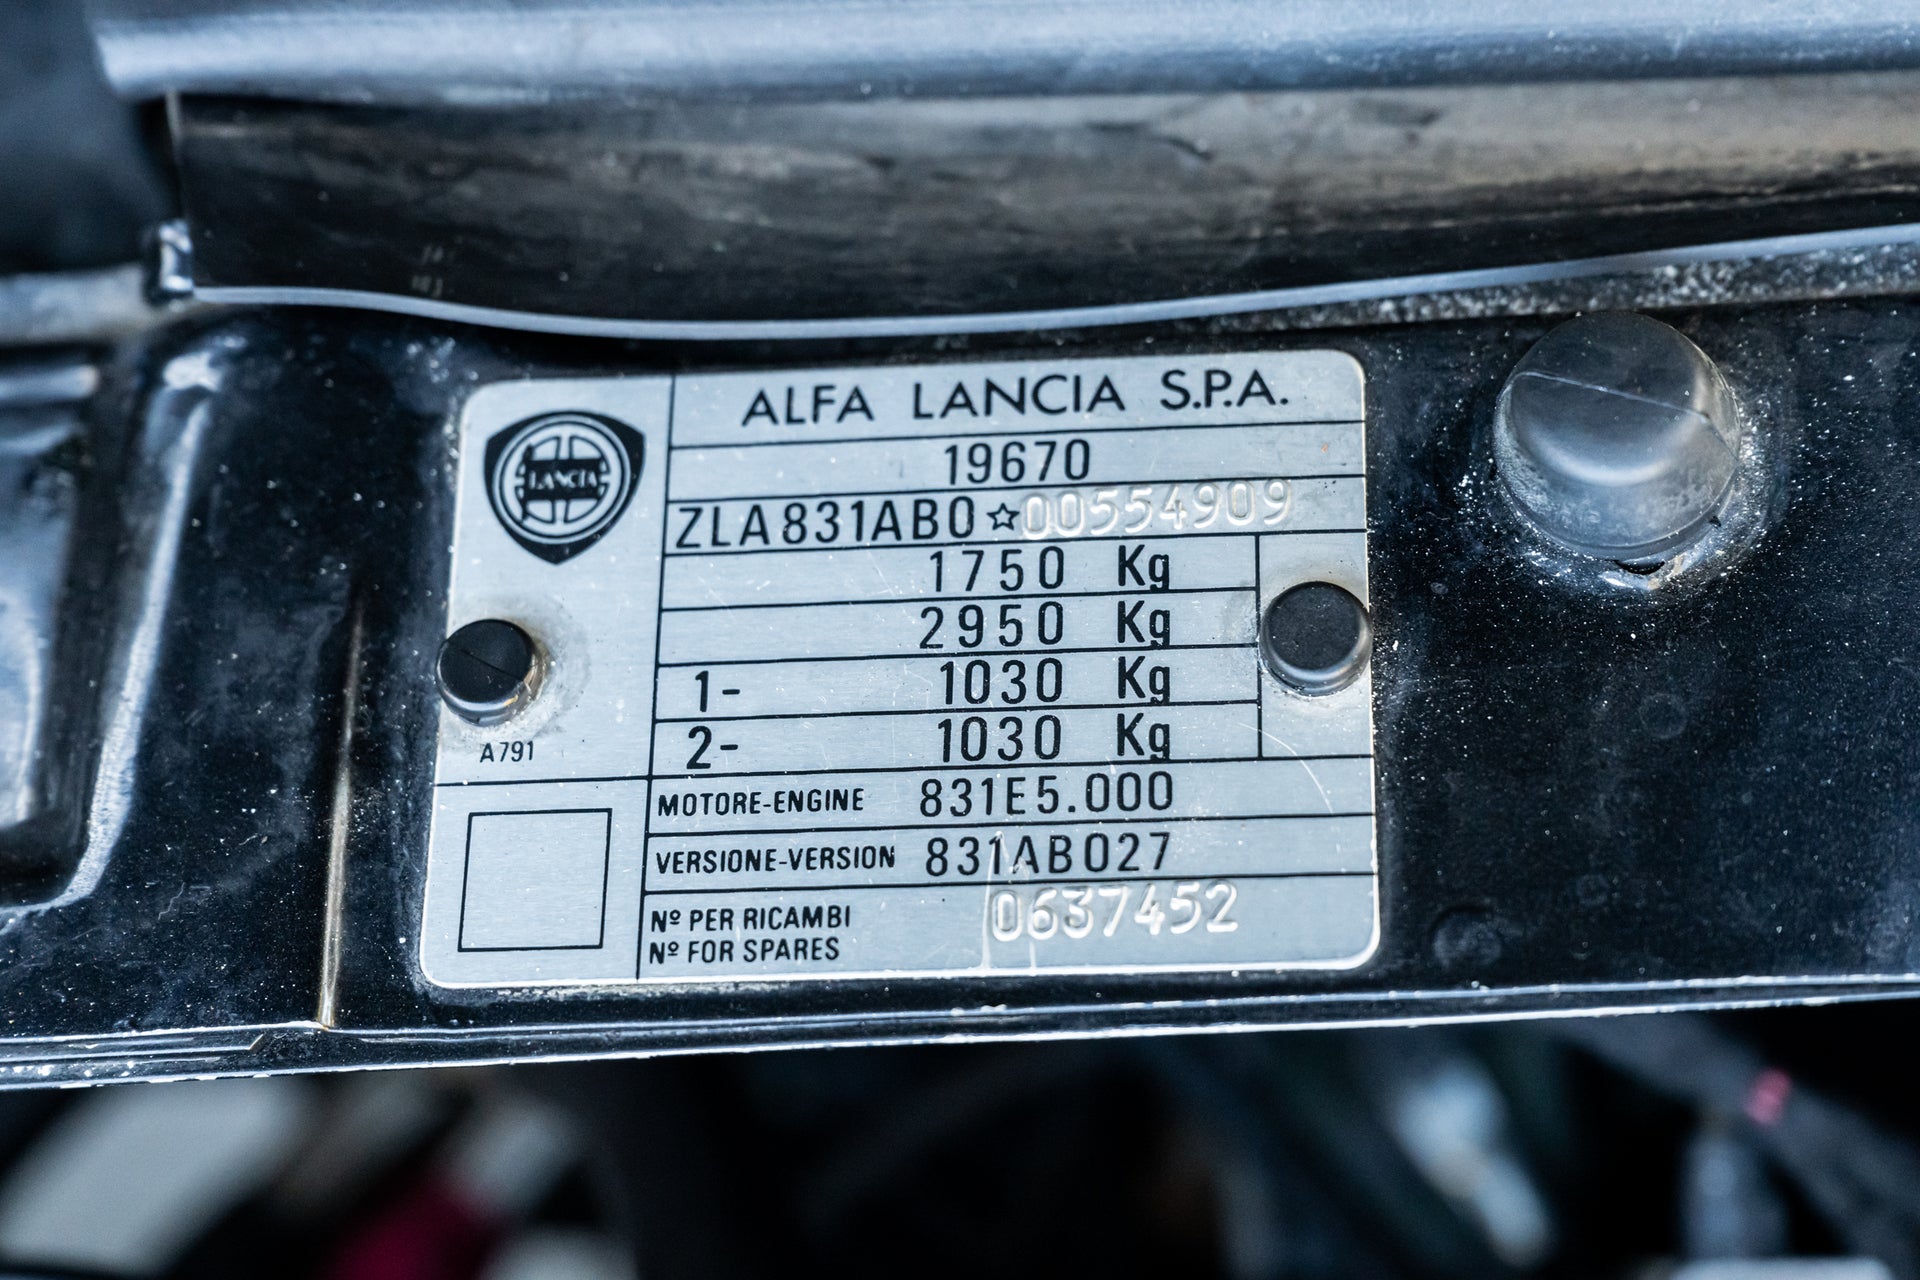 ALFA LANCIA S.P.A.
LANCIA
19670
ZLA831AB0☆00554909
1750 Kg
2950 Kg
1- 1030 Kg
2- 1030 Kg
A791
MOTORE-ENGINE 831E5.000
VERSIONE-VERSION 831AB027
Nº PER RICAMBI
Nº FOR SPARES
0637452